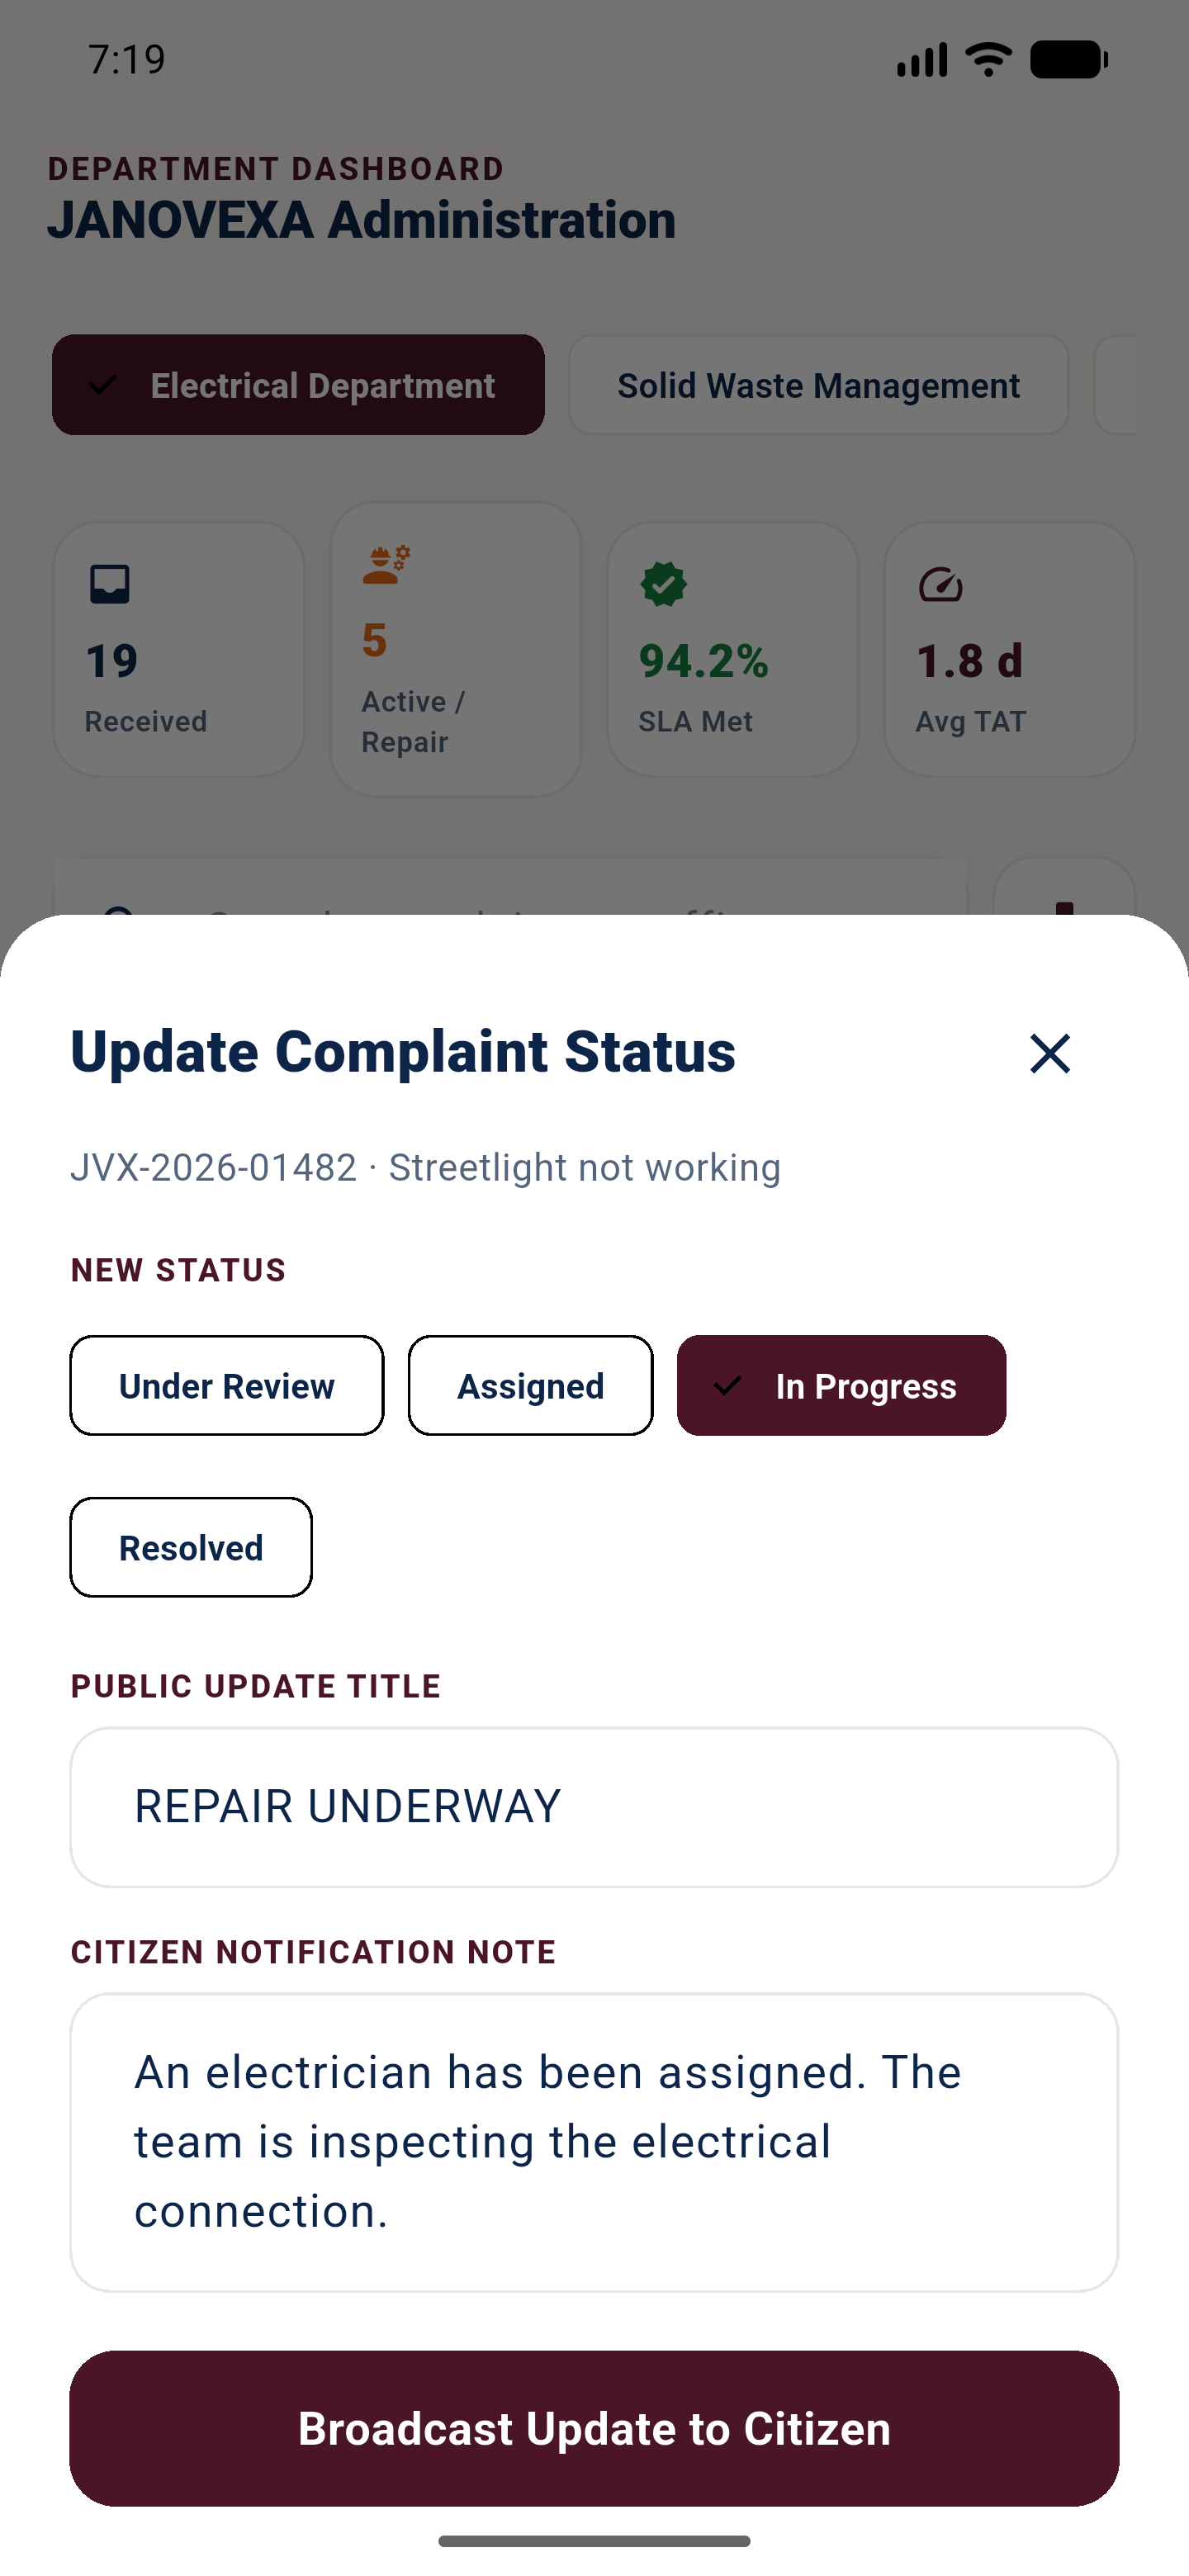 7:19
DEPARTMENT DASHBOARD
JANOVEXA Administration
Electrical Department
Solid Waste Management
19
Received
5
Active /
Repair
94.2%
SLA Met
1.8 d
Avg TAT
Update Complaint Status
JVX-2026-01482 · Streetlight not working
NEW STATUS
Under Review
Assigned
In Progress
Resolved
PUBLIC UPDATE TITLE
REPAIR UNDERWAY
CITIZEN NOTIFICATION NOTE
An electrician has been assigned. The
team is inspecting the electrical
connection.
Broadcast Update to Citizen